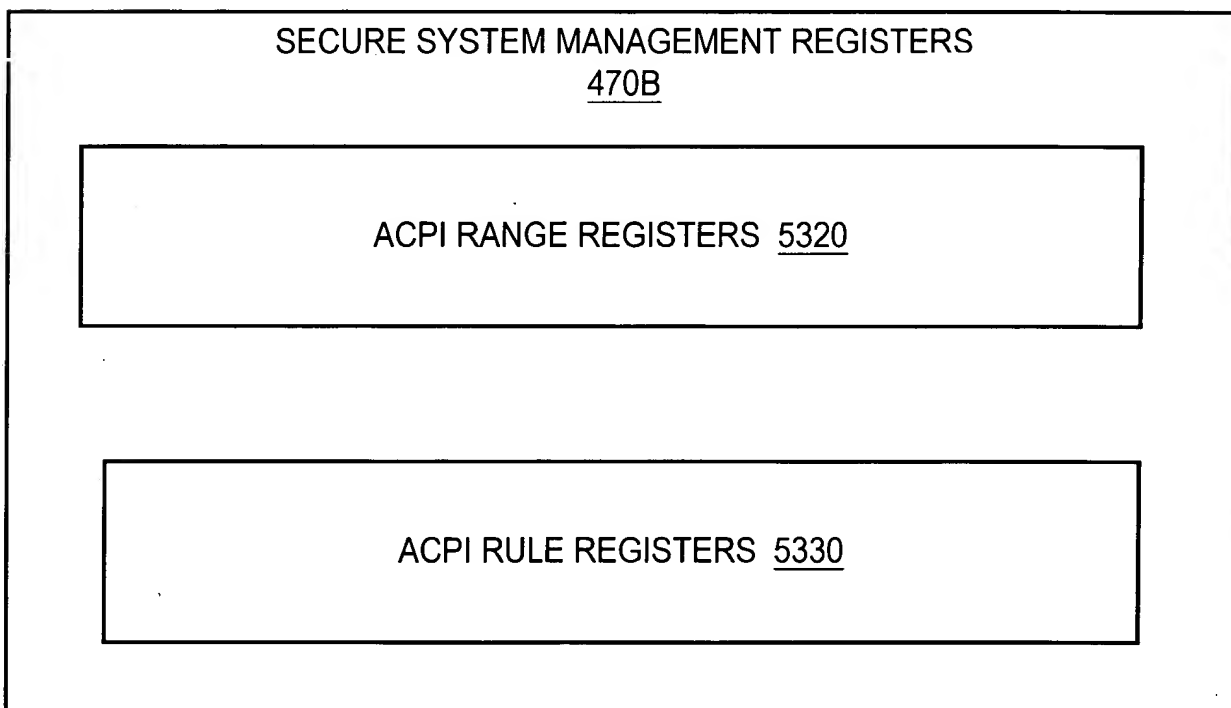 SECURE SYSTEM MANAGEMENT REGISTERS
470B
ACPI RANGE REGISTERS 5320
ACPI RULE REGISTERS 5330